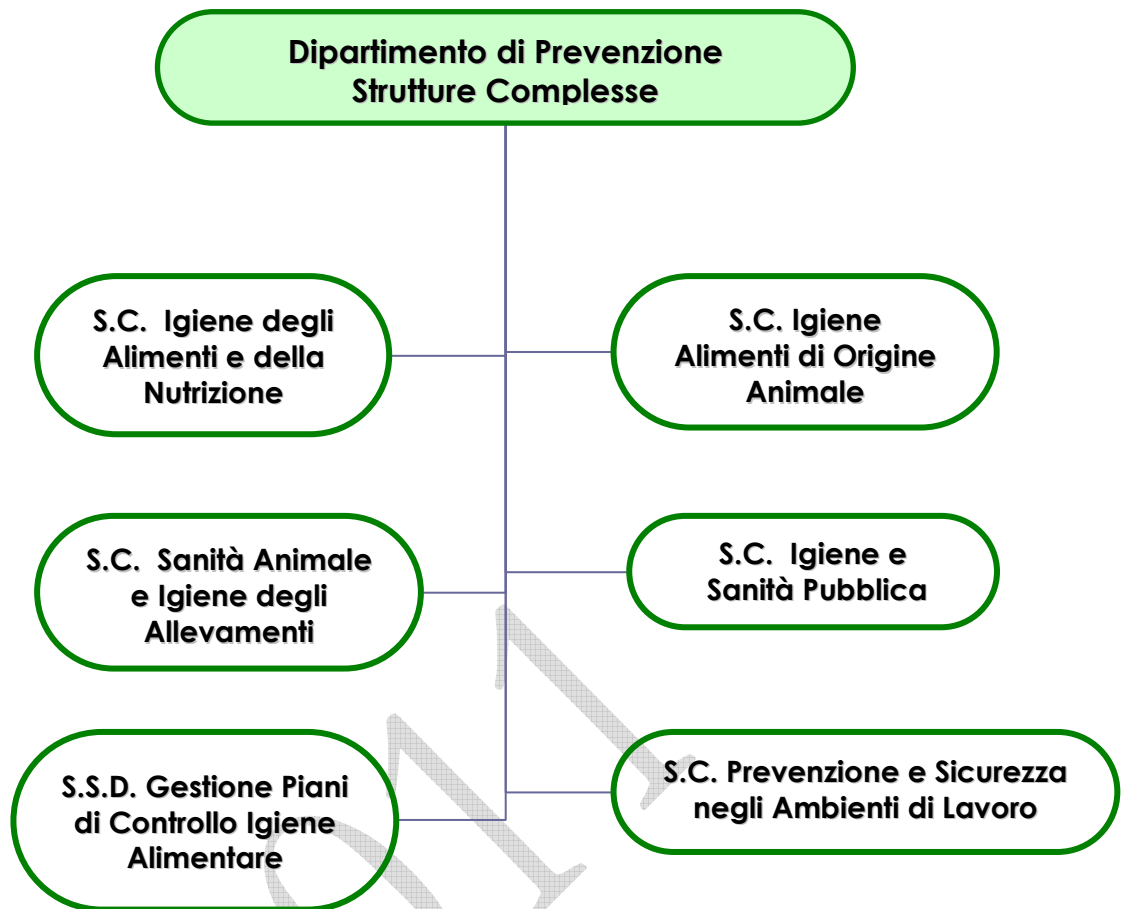 Dipartimento di Prevenzione
Strutture Complesse
S.C. Igiene degli
Alimenti e della
Nutrizione
S.C. Igiene
Alimenti di Origine
Animale
S.C. Sanità Animale
e Igiene degli
Allevamenti
S.C. Igiene e
Sanità Pubblica
S.S.D. Gestione Piani
di Controllo Igiene
Alimentare
S.C. Prevenzione e Sicurezza
negli Ambienti di Lavoro